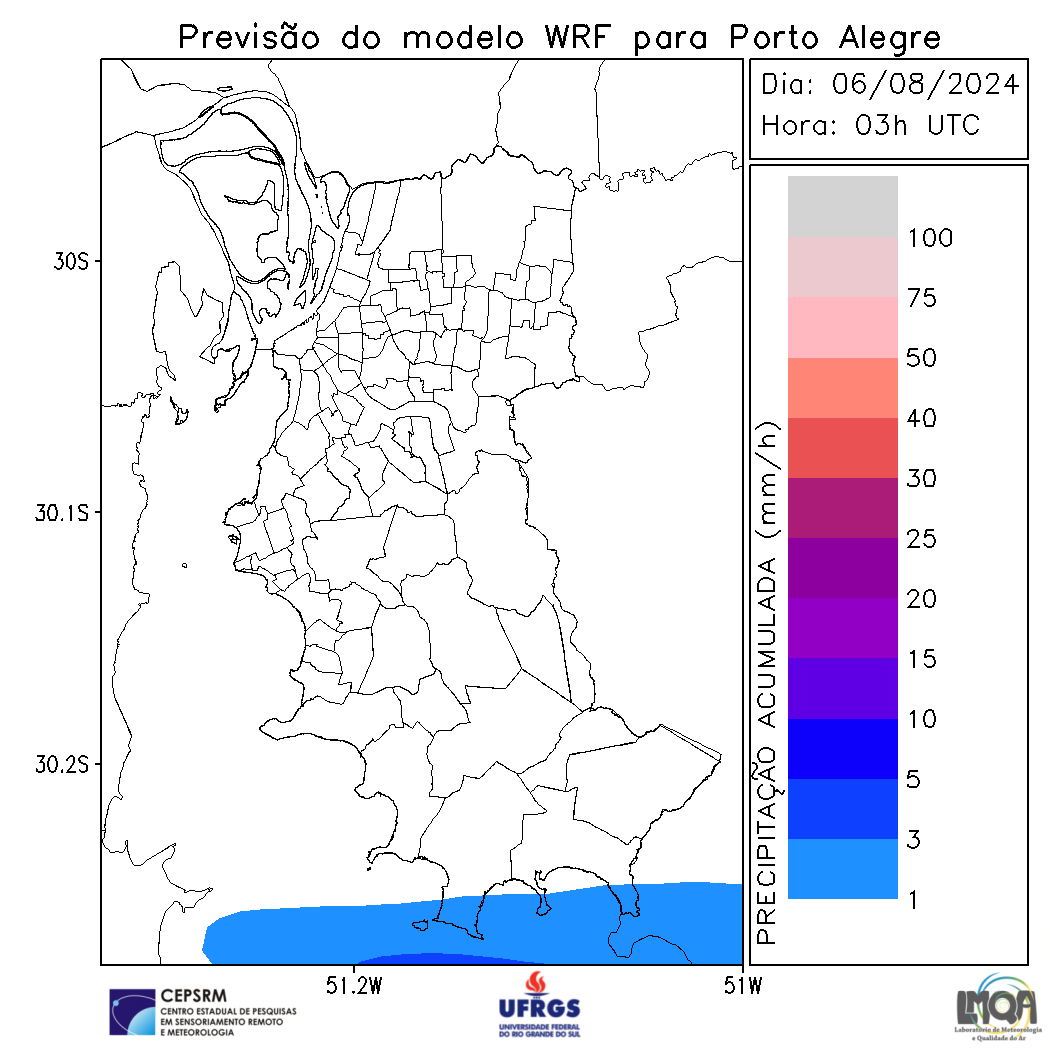 Previsão do modelo WRF para Porto Alegre
Dia: 06/08/2024
Hora: 03h UTC
30S
30.1S
30.2S
51.2W
51W
PRECIPITAÇÃO ACUMULADA (mm/h)
100
75
50
40
30
25
20
15
10
5
3
1
CEPSRM
CENTRO ESTADUAL DE PESQUISAS
EM SENSORIAMENTO REMOTO
E METEOROLOGIA
UFRGS
UNIVERSIDADE FEDERAL
DO RIO GRANDE DO SUL
LMQA
Laboratório de Meteorologia
e Qualidade do Ar